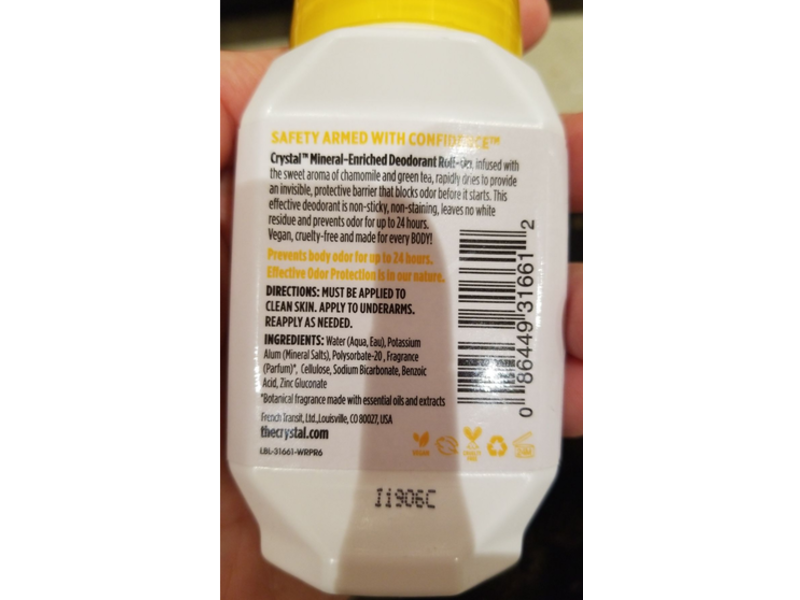 SAFETY ARMED WITH CONFIDENCE™
Crystal™ Mineral-Enriched Deodorant Roll-On, infused with
the sweet aroma of chamomile and green tea, rapidly dries to provide
an invisible, protective barrier that blocks odor before it starts. This
effective deodorant is non-sticky, non-staining, leaves no white
residue and prevents odor for up to 24 hours.
Vegan, cruelty-free and made for every BODY!
Prevents body odor for up to 24 hours.
Effective Odor Protection is in our nature.
DIRECTIONS: MUST BE APPLIED TO
CLEAN SKIN. APPLY TO UNDERARMS.
REAPPLY AS NEEDED.
INGREDIENTS: Water (Aqua, Eau), Potassium
Alum (Mineral Salts), Polysorbate-20 , Fragrance
(Parfum)*, Cellulose, Sodium Bicarbonate, Benzoic
Acid, Zinc Gluconate
*Botanical fragrance made with essential oils and extracts
French Transit, Ltd.,Louisville, CO 80027, USA
thecrystal.com
LBL-31661-WRPR6
0 86449 31661 2
VEGAN
11906C